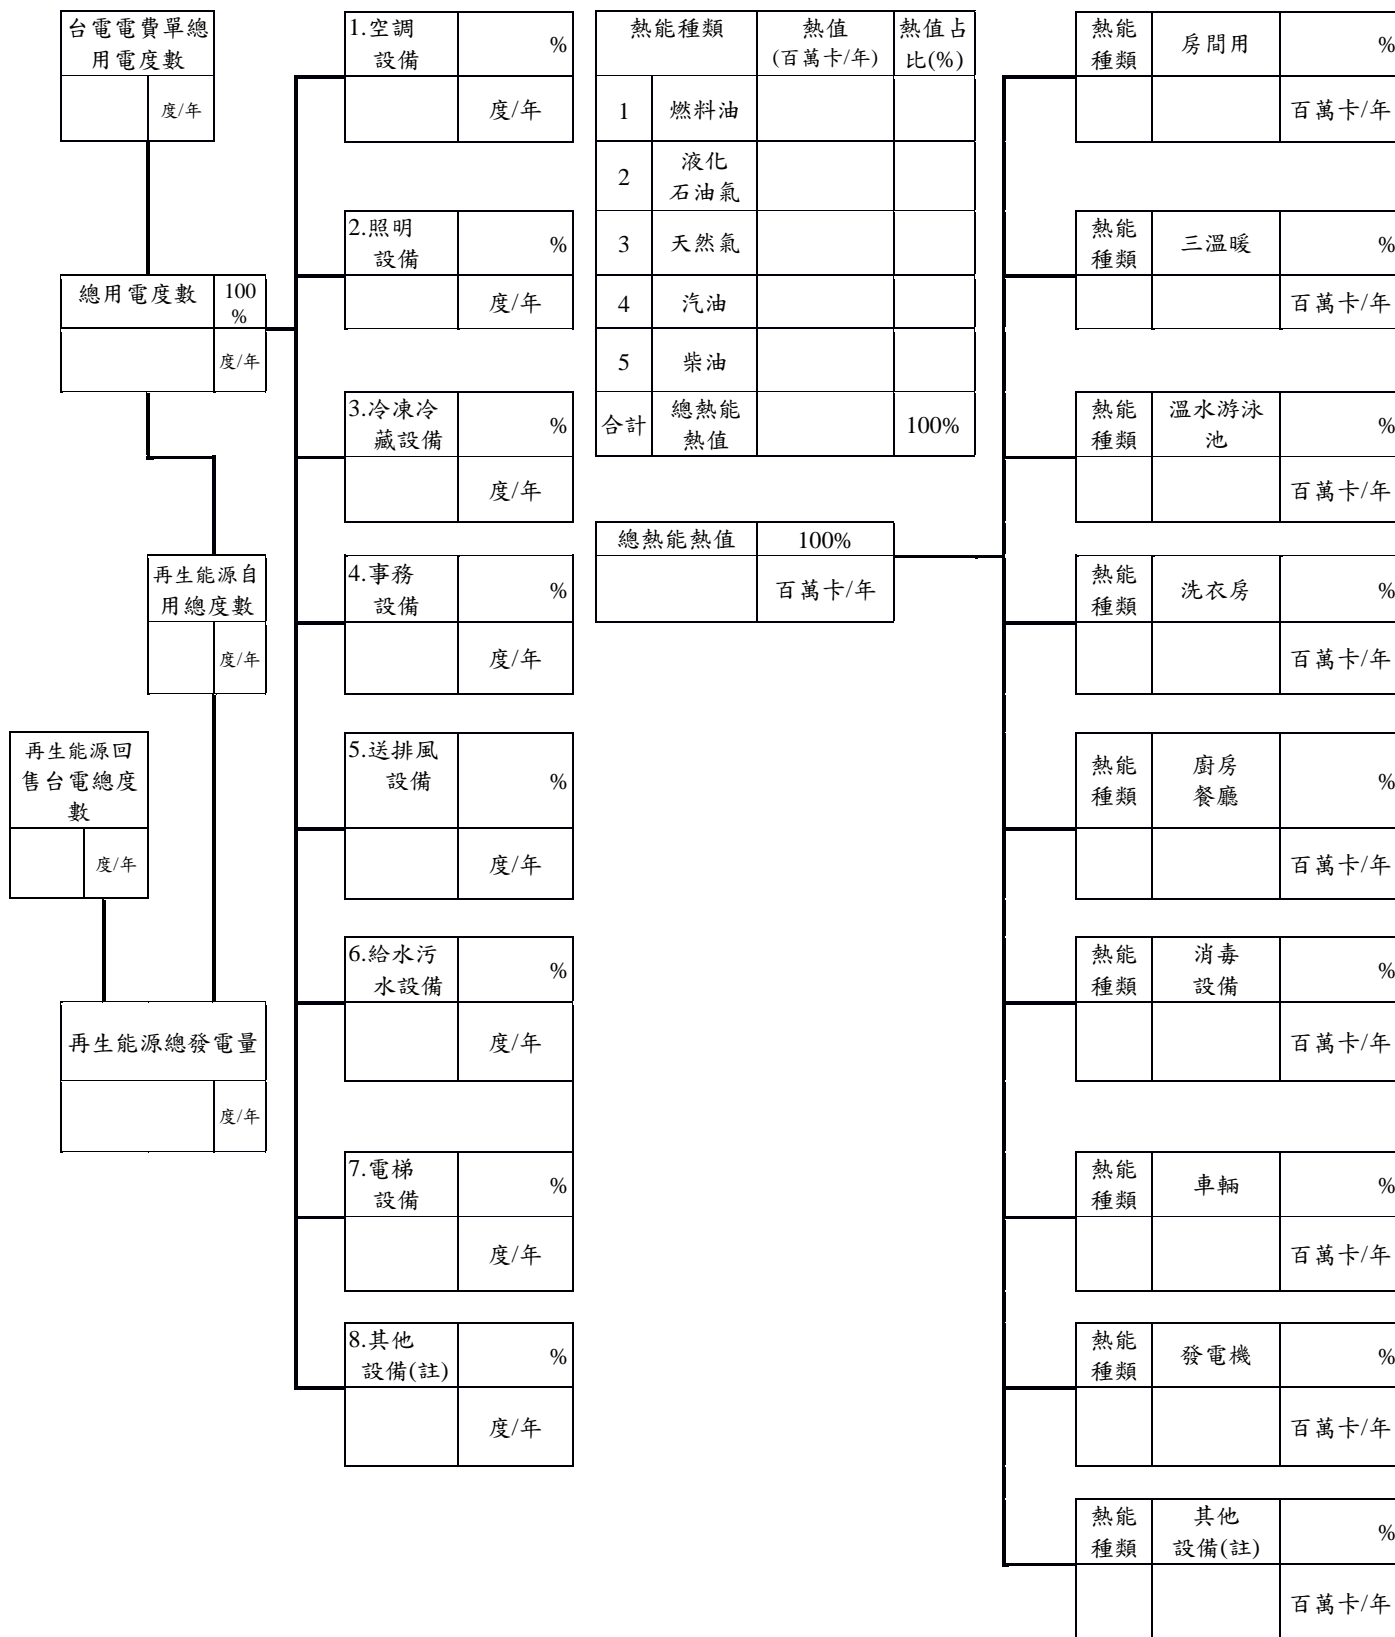 台電電費單總
用電度數
度/年
總用電度數
100
%
度/年
再生能源自
用總度數
度/年
再生能源回
售台電總度
數
度/年
再生能源總發電量
度/年
1.空調
設備
%
度/年
2.照明
設備
%
度/年
3.冷凍冷
藏設備
%
度/年
4.事務
設備
%
度/年
5.送排風
設備
%
度/年
6.給水污
水設備
%
度/年
7.電梯
設備
%
度/年
8.其他
設備(註)
%
度/年
熱能種類
熱值
(百萬卡/年)
熱值占
比(%)
1
燃料油
2
液化
石油氣
3
天然氣
4
汽油
5
柴油
合計
總熱能
熱值
100%
總熱能熱值
100%
百萬卡/年
熱能
種類
房間用
%
百萬卡/年
熱能
種類
三溫暖
%
百萬卡/年
熱能
種類
溫水游泳
池
%
百萬卡/年
熱能
種類
洗衣房
%
百萬卡/年
熱能
種類
廚房
餐廳
%
百萬卡/年
熱能
種類
消毒
設備
%
百萬卡/年
熱能
種類
車輛
%
百萬卡/年
熱能
種類
發電機
%
百萬卡/年
熱能
種類
其他
設備(註)
%
百萬卡/年